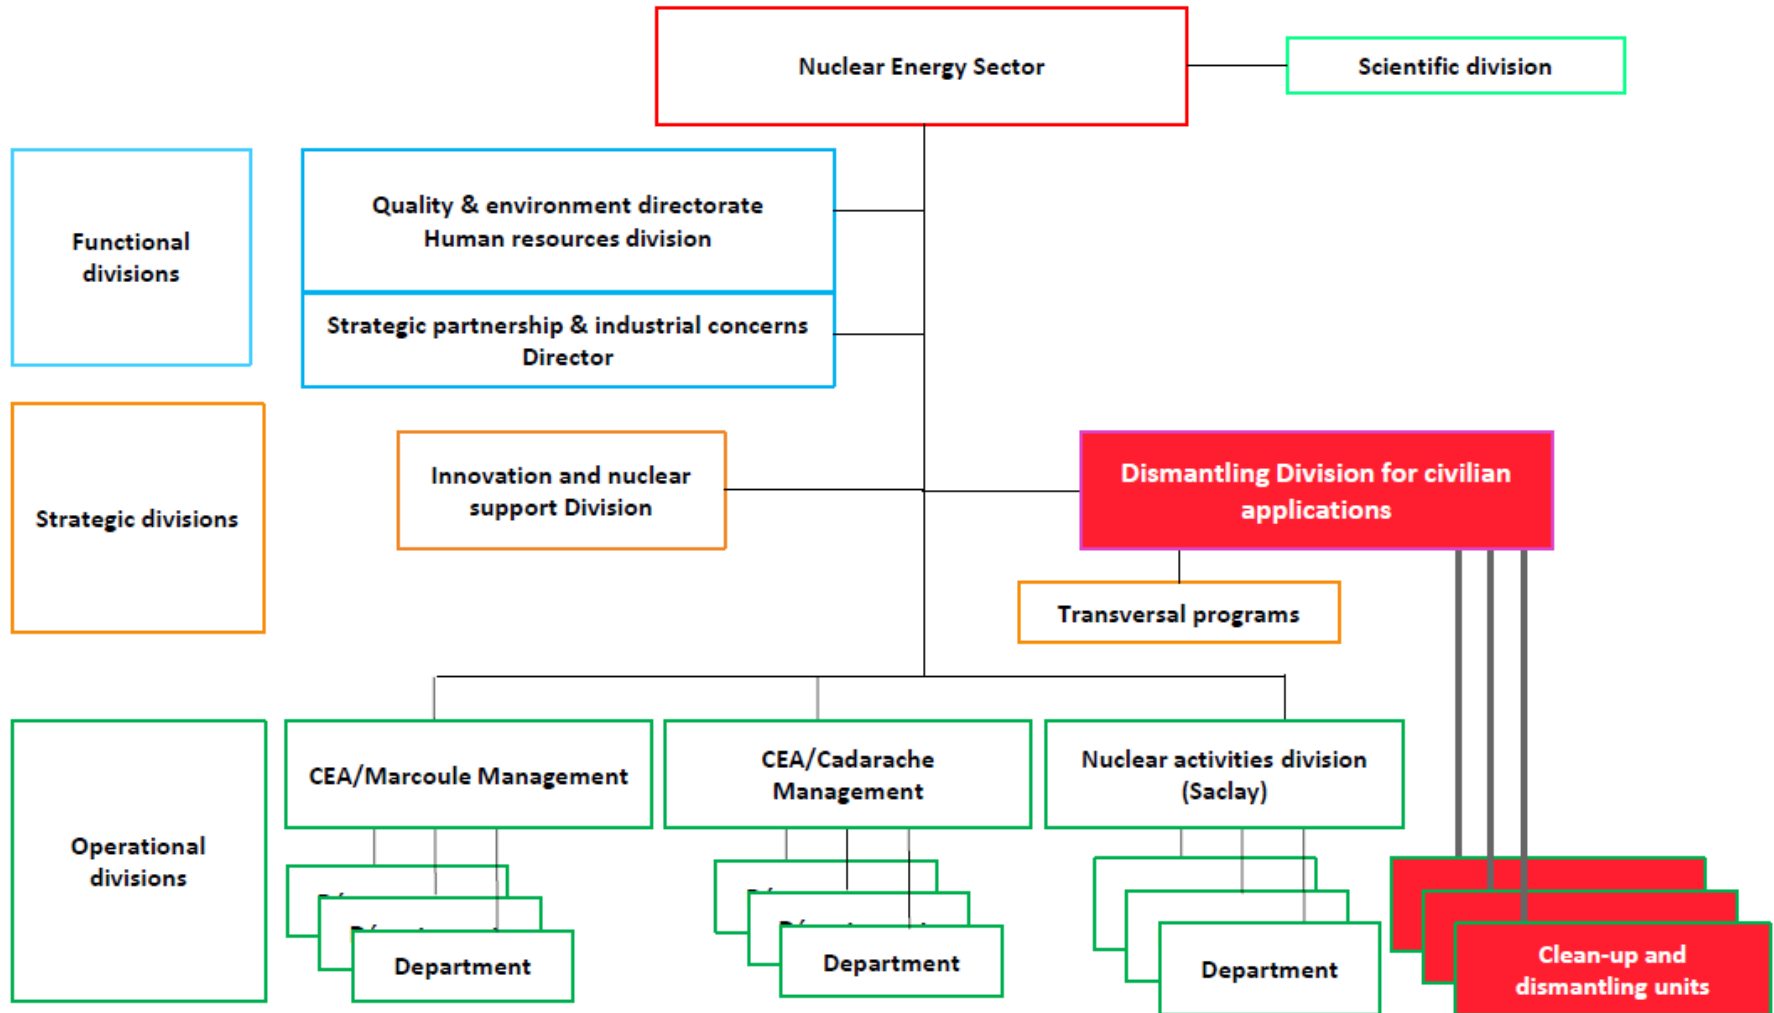 Nuclear Energy Sector
Scientific division
Functional
divisions
Quality & environment directorate
Human resources division
Strategic partnership & industrial concerns
Director
Strategic divisions
Innovation and nuclear
support Division
Dismantling Division for civilian
applications
Transversal programs
Operational
divisions
CEA/Marcoule Management
CEA/Cadarache
Management
Nuclear activities division
(Saclay)
Department
Department
Department
Clean-up and
dismantling units